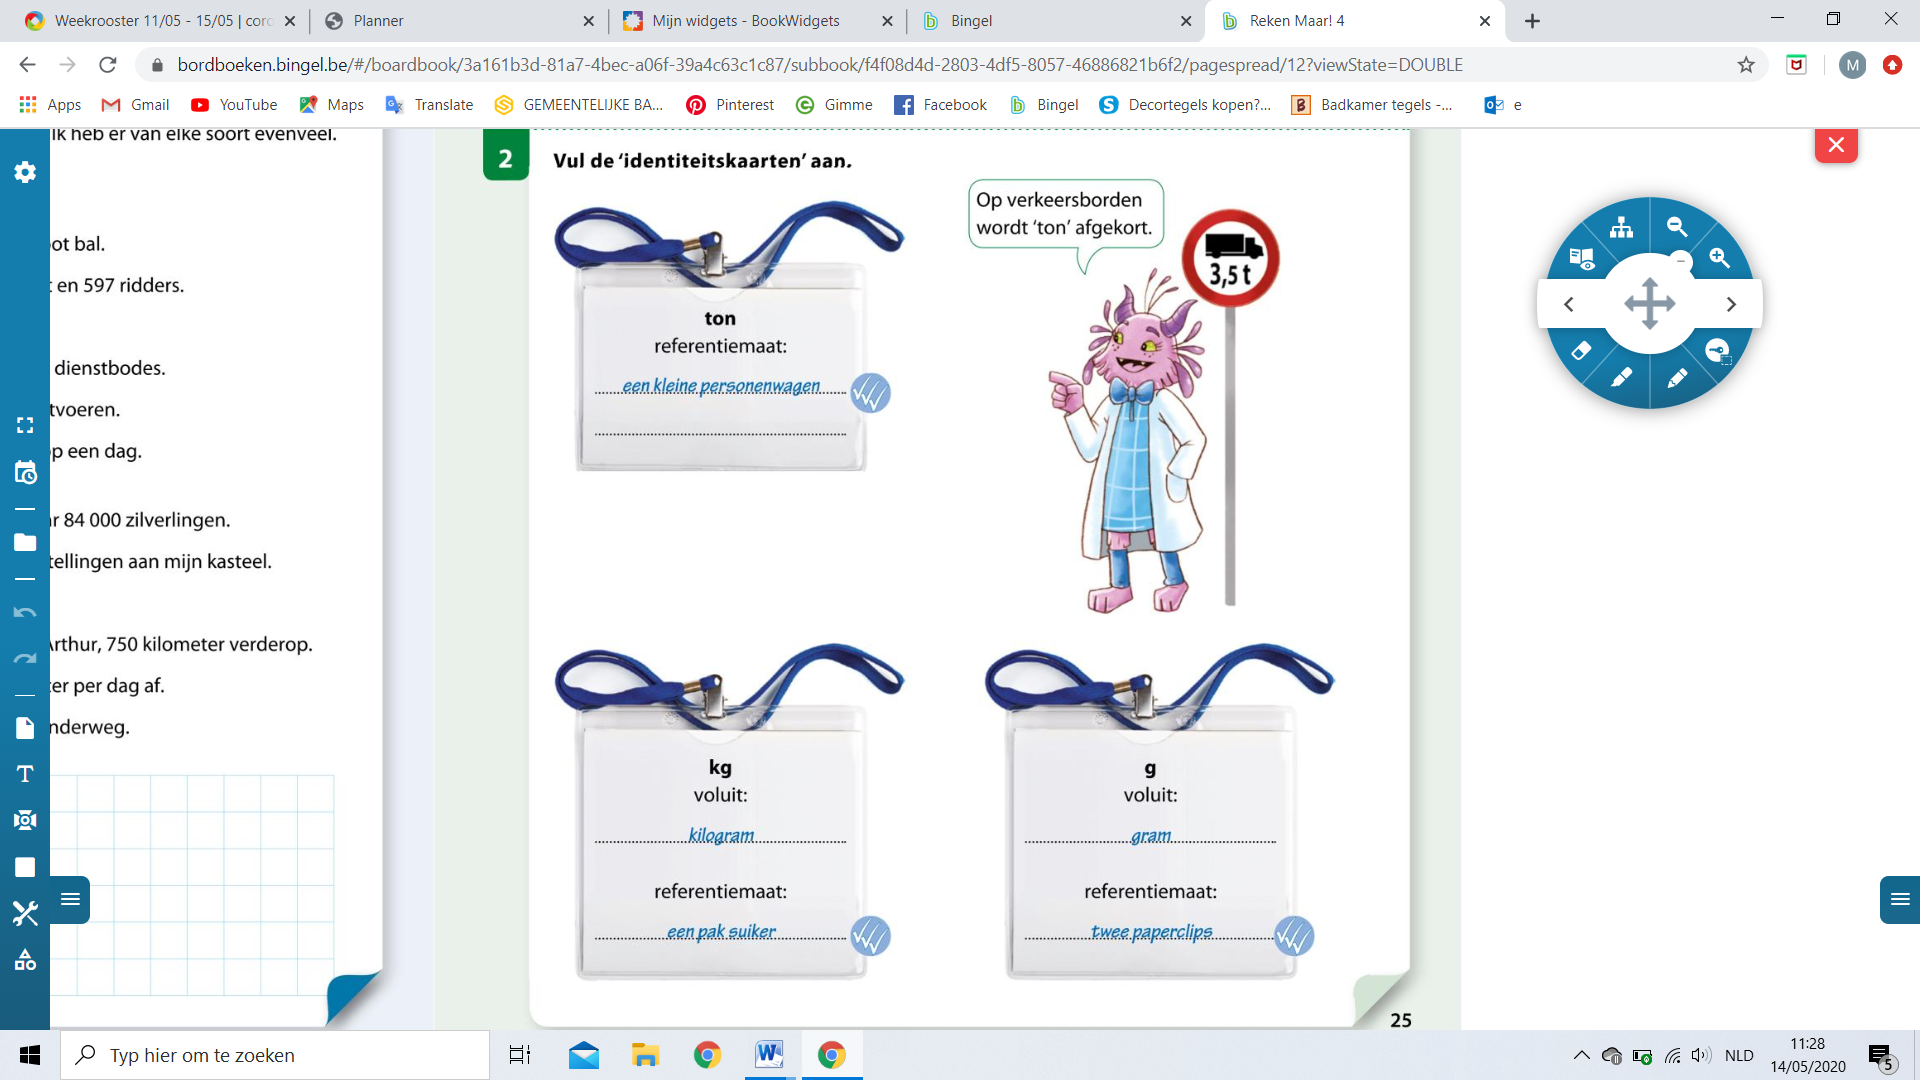 Weekrooster 11/05 - 15/05 | cor
Planner
Mijn widgets - BookWidgets
Bingel
Reken Maar! 4
bordboeken.bingel.be/#/boardbook/3a161b3d-81a7-4bec-a06f-39a4c63c1c87/subbook/f4f08d4d-2803-4df5-8057-46886821b6f2/pagespread/12?viewState=DOUBLE
M
Apps Gmail YouTube Maps Translate GEMEENTELIJKE BA... Pinterest Gimme Facebook Bingel Decortegels kopen?... Badkamer tegels -... e
ik heb er van elke soort evenveel.
ot bal.
t en 597 ridders.
dienstbodes.
tvoeren.
p een dag.
r 84 000 zilverlingen.
tellingen aan mijn kasteel.
Arthur, 750 kilometer verderop.
ter per dag af.
nderweg.
2
Vul de ‘identiteitskaarten’ aan.
Op verkeersborden
wordt ‘ton’ afgekort.
3,5 t
ton
referentiemaat:
een kleine personenwagen
kg
voluit:
kilogram
referentiemaat:
een pak suiker
g
voluit:
gram
referentiemaat:
twee paperclips
25
Typ hier om te zoeken
NLD
11:28
14/05/2020
5